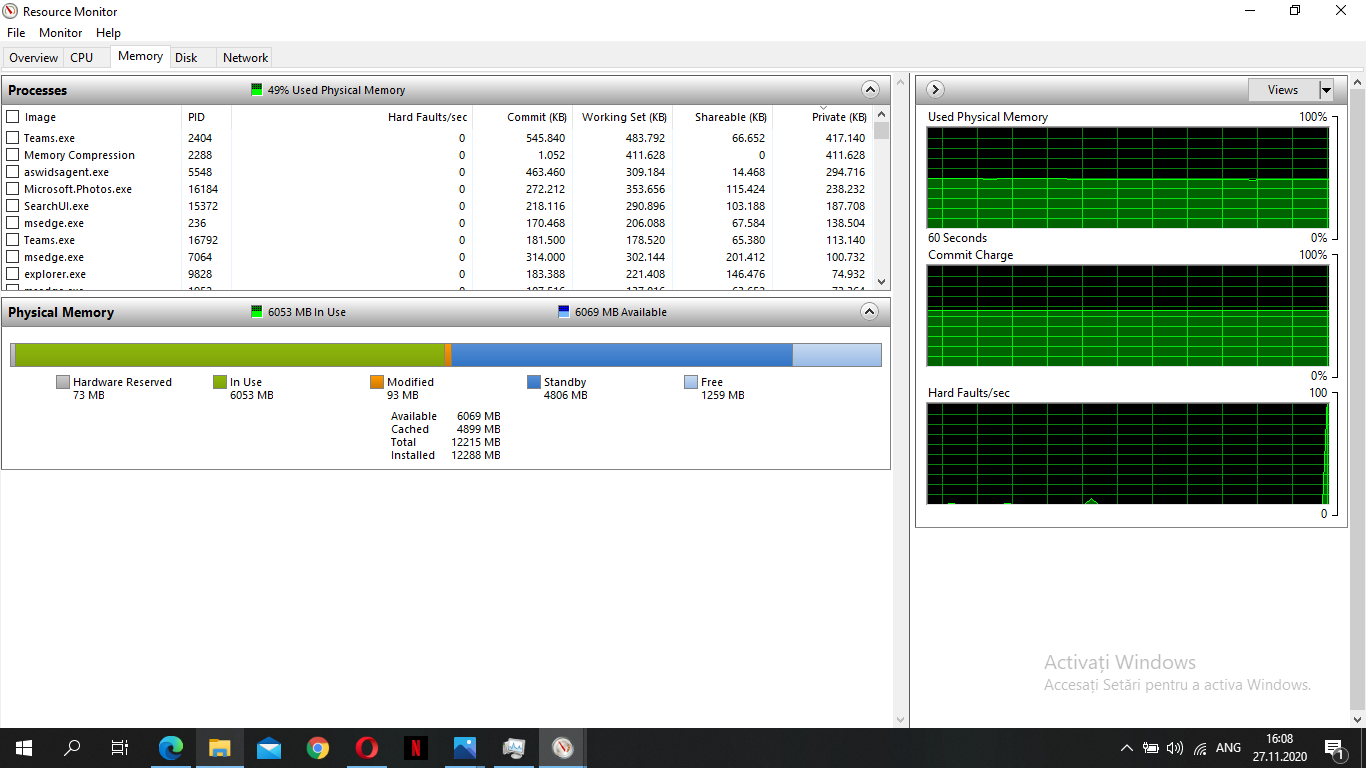 Resource Monitor
File Monitor Help
Overview CPU Memory Disk Network
Processes 49% Used Physical Memory
Image PID Hard Faults/sec Commit (KB) Working Set (KB) Shareable (KB) Private (KB)
Teams.exe 2404 0 545.840 483.792 66.652 417.140
Memory Compression 2288 0 1.052 411.628 0 411.628
aswidsagent.exe 5548 0 463.460 309.184 14.468 294.716
Microsoft.Photos.exe 16184 0 272.212 353.656 115.424 238.232
SearchUI.exe 15372 0 218.116 290.896 103.188 187.708
msedge.exe 236 0 170.468 206.088 67.584 138.504
Teams.exe 16792 0 181.500 178.520 65.380 113.140
msedge.exe 7064 0 314.000 302.144 201.412 100.732
explorer.exe 9828 0 183.388 221.408 146.476 74.932
Physical Memory 6053 MB In Use 6069 MB Available
Hardware Reserved In Use Modified Standby Free
73 MB 6053 MB 93 MB 4806 MB 1259 MB
Available 6069 MB
Cached 4899 MB
Total 12215 MB
Installed 12288 MB
Views
Used Physical Memory 100%
60 Seconds 0%
Commit Charge 100%
0%
Hard Faults/sec 100
0
Activați Windows
Accesați Setări pentru a activa Windows.
N
ANG
16:08
27.11.2020
1